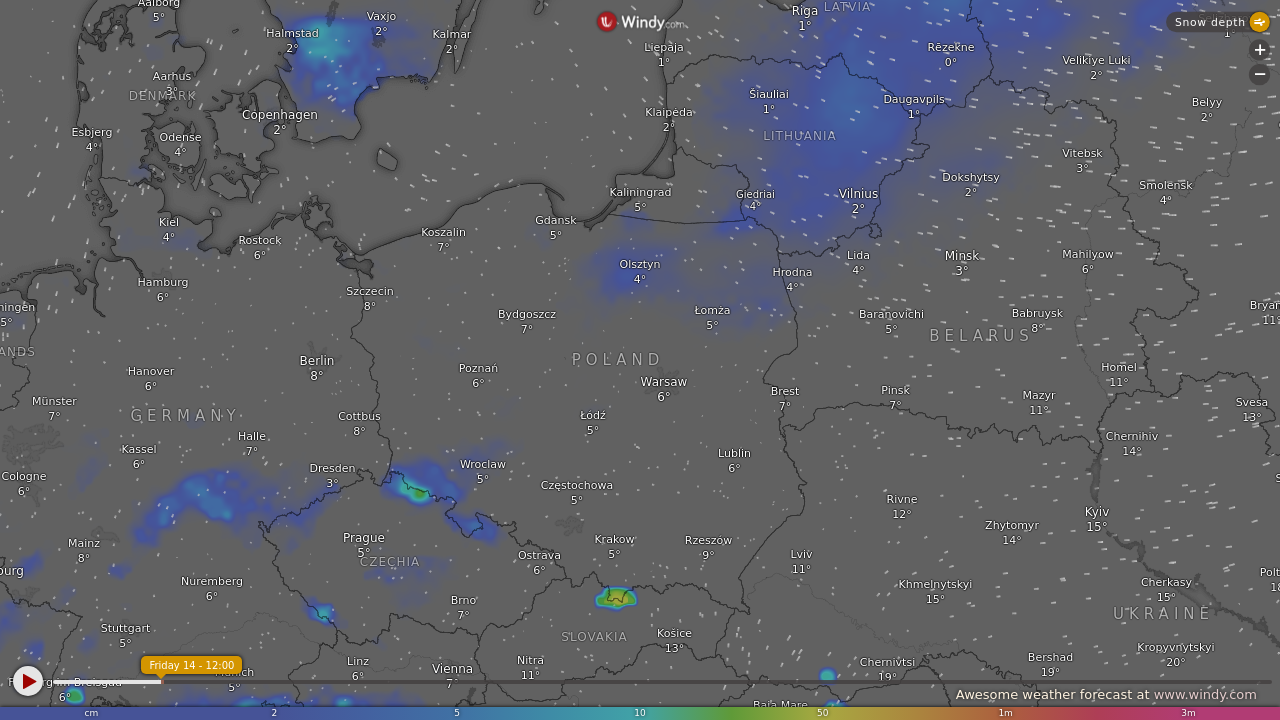 Aalborg
5°
Vaxjo
2°
Halmstad
2°
Kalmar
2°
Windy.com
Riga
1°
LATVIA
Snow depth
1°
+
−
Liepāja
1°
Rēzekne
0°
Velikiye Luki
2°
Aarhus
3°
DENMARK
Šiauliai
1°
Daugavpils
1°
Belyy
2°
Copenhagen
2°
Klaipėda
2°
Esbjerg
4°
Odense
4°
LITHUANIA
Vitebsk
3°
Dokshytsy
2°
Smolensk
4°
Kaliningrad
5°
Giedriai
4°
Vilnius
2°
Kiel
4°
Gdansk
5°
Koszalin
7°
Rostock
6°
Lida
4°
Minsk
3°
Mahilyow
6°
Olsztyn
4°
Hrodna
4°
Hamburg
6°
Szczecin
8°
ningen
5°
Bydgoszcz
7°
Łomża
5°
Baranovichi
5°
Babruysk
8°
Bryan
11°
BELARUS
ANDS
Berlin
8°
POLAND
Hanover
6°
Poznań
6°
Warsaw
6°
Homel
11°
Brest
7°
Pinsk
7°
Mazyr
11°
Münster
7°
GERMANY
Cottbus
8°
Łódź
5°
Svesa
13°
Halle
7°
Chernihiv
14°
Kassel
6°
Lublin
6°
Dresden
3°
Wroclaw
5°
Cologne
6°
Częstochowa
5°
S
Rivne
12°
Kyiv
15°
Zhytomyr
14°
Mainz
8°
Prague
5°
CZECHIA
Krakow
5°
Rzeszow
9°
Ostrava
6°
Lviv
11°
burg
Nuremberg
6°
Khmelnytskyi
15°
Cherkasy
15°
Polt
18
Brno
7°
UKRAINE
Stuttgart
5°
SLOVAKIA
Košice
13°
Kropyvnytskyi
20°
Friday 14 - 12:00
Linz
6°
Vienna
7°
Nitra
11°
Chernivtsi
19°
Bershad
19°
5°
6°
Awesome weather forecast at www.windy.com
Baia Mare
cm 2 5 10 50 1m 3m